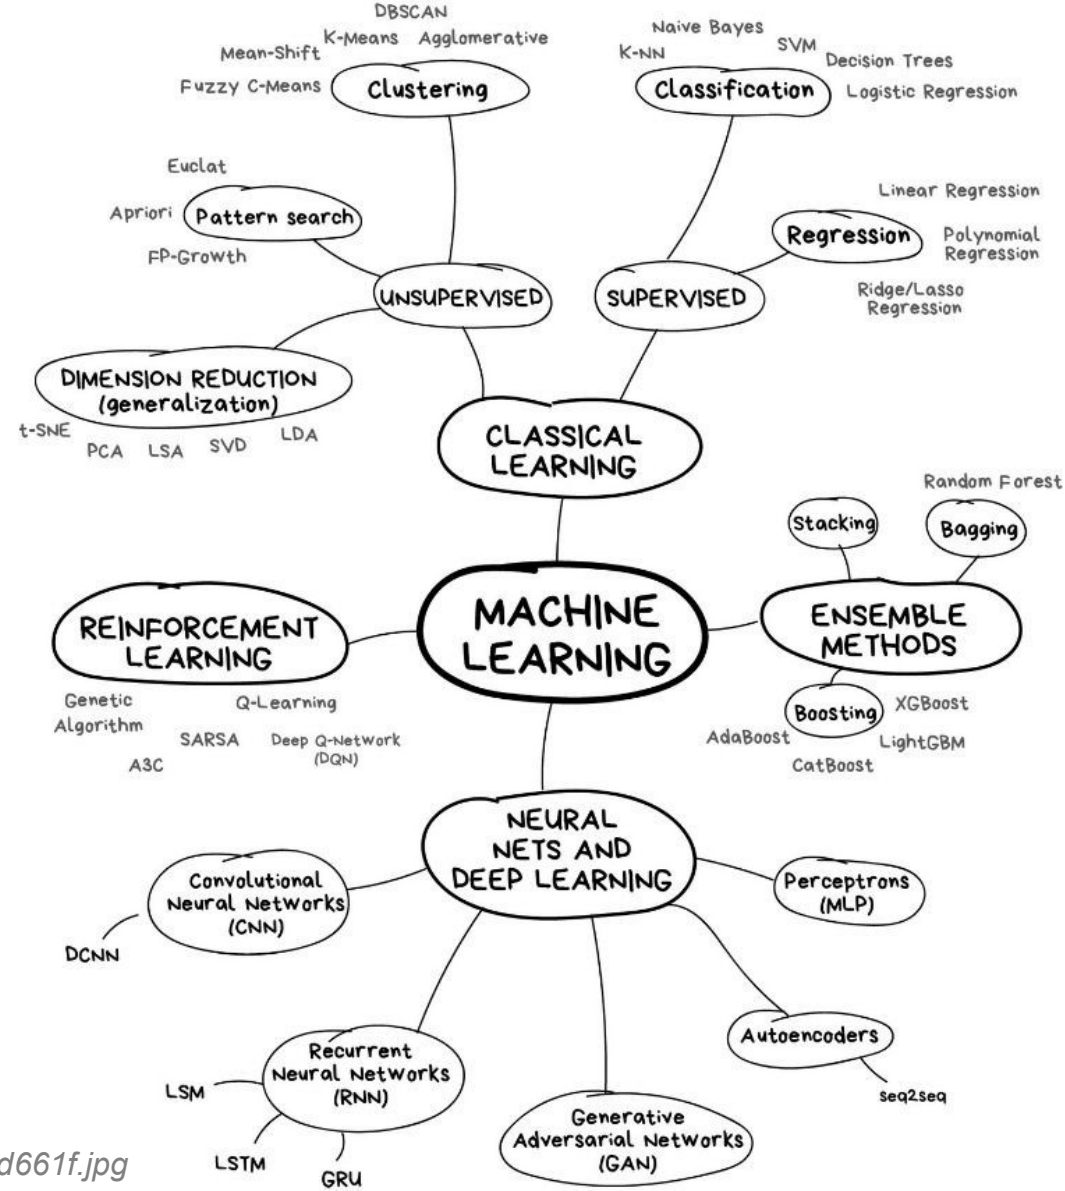 DBSCAN
K-Means
Agglomerative
Mean-Shift
Fuzzy C-Means
Clustering
Naive Bayes
K-NN
SVM
Decision Trees
Classification
Logistic Regression
Euclat
Apriori
Pattern search
FP-Growth
Linear Regression
Regression
Polynomial
Regression
Ridge/Lasso
Regression
UNSUPERVISED
SUPERVISED
DIMENSION REDUCTION
(generalization)
t-SNE
PCA
LSA
SVD
LDA
CLASSICAL
LEARNING
Random Forest
Stacking
Bagging
MACHINE
LEARNING
ENSEMBLE
METHODS
REINFORCEMENT
LEARNING
Genetic
Algorithm
Q-Learning
SARSA
Deep Q-Network
(DQN)
A3C
Boosting
XGBoost
AdaBoost
LightGBM
CatBoost
NEURAL
NETS AND
DEEP LEARNING
Convolutional
Neural Networks
(CNN)
DCNN
Perceptrons
(MLP)
Autoencoders
seq2seq
Recurrent
Neural Networks
(RNN)
LSM
LSTM
GRU
Generative
Adversarial Networks
(GAN)
d661f.jpg